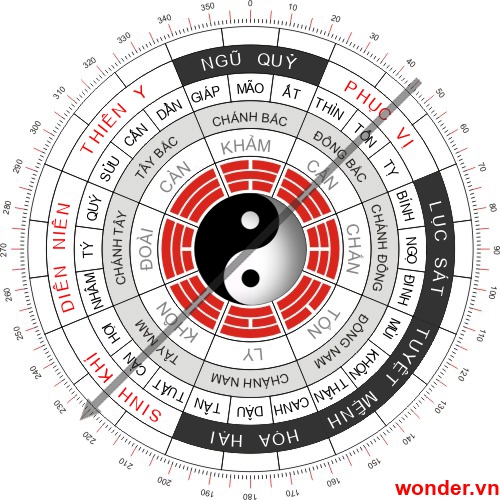 0
10
20
30
40
50
60
70
80
90
100
110
120
130
140
150
160
170
180
190
200
210
220
230
240
250
260
270
280
290
300
310
320
330
340
350
NGŨ QUỶ
PHỤC VỊ
LỤC SÁT
TUYỆT MỆNH
HỌA HẠI
SINH KHÍ
DIÊN NIÊN
THIÊN Y
GIÁP
MÃO
ẤT
THÌN
TỐN
TỴ
BÍNH
NGỌ
ĐINH
MÙI
KHÔN
THÂN
CANH
DẬU
TÂN
TUẤT
CÀN
HỢI
NHÂM
TÝ
QUÝ
SỬU
CẤN
DẦN
CHÁNH BẮC
ĐÔNG BẮC
CHÁNH ĐÔNG
ĐÔNG NAM
CHÁNH NAM
TÂY NAM
CHÁNH TÂY
TÂY BẮC
KHẢM
CẤN
CHẤN
TỐN
LY
KHÔN
ĐOÀI
CÀN
wonder.vn